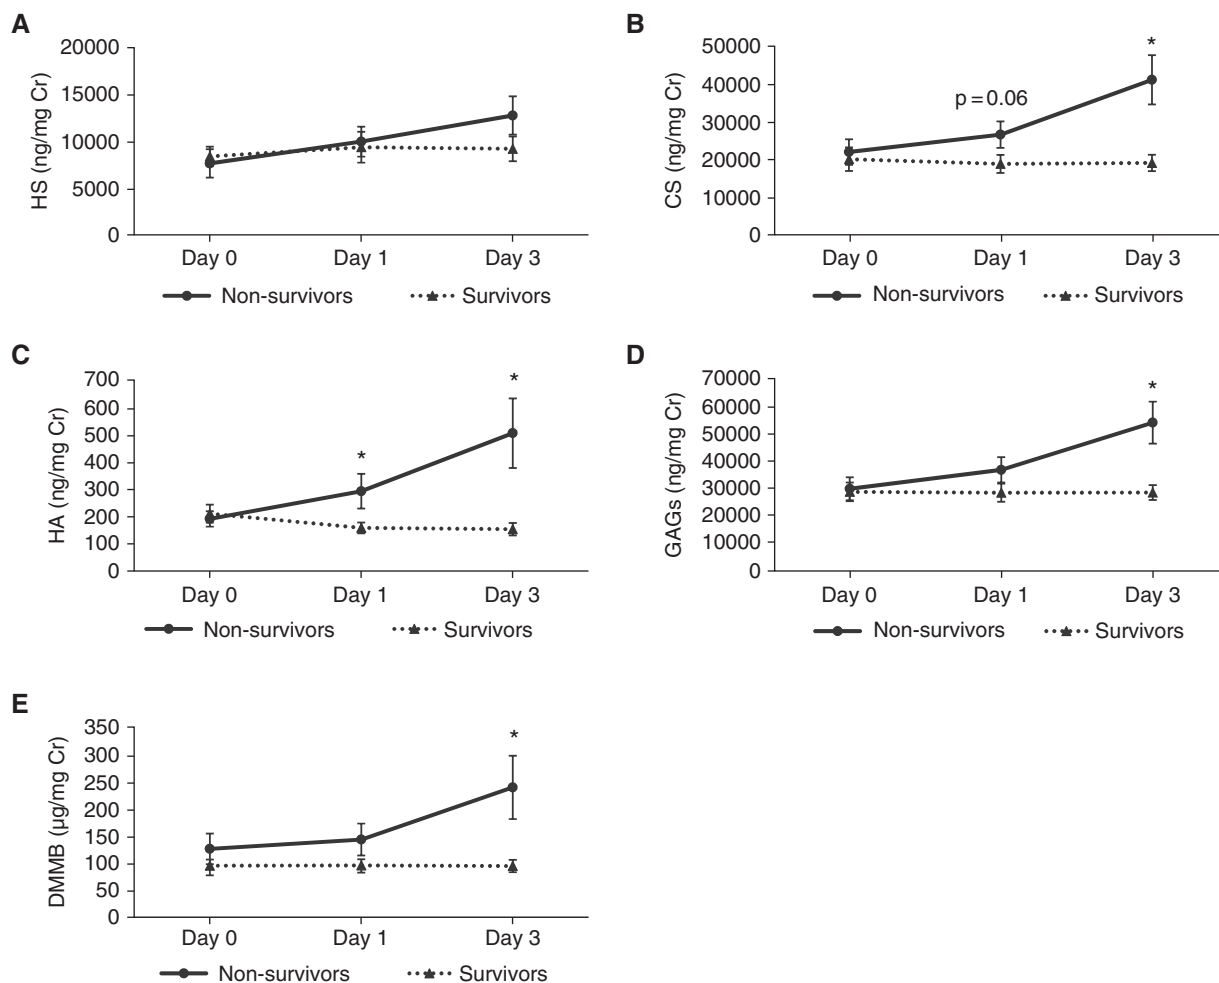 A
HS (ng/mg Cr)
20000
15000
10000
5000
0
Day 0 Day 1 Day 3
Non-survivors Survivors
B
CS (ng/mg Cr)
50000
40000
30000
20000
10000
0
p = 0.06
*
Day 0 Day 1 Day 3
Non-survivors Survivors
C
HA (ng/mg Cr)
700
600
500
400
300
200
100
0
*
*
Day 0 Day 1 Day 3
Non-survivors Survivors
D
GAGs (ng/mg Cr)
70000
60000
50000
40000
30000
20000
10000
0
*
Day 0 Day 1 Day 3
Non-survivors Survivors
E
DMMB (µg/mg Cr)
350
300
250
200
150
100
50
0
*
Day 0 Day 1 Day 3
Non-survivors Survivors